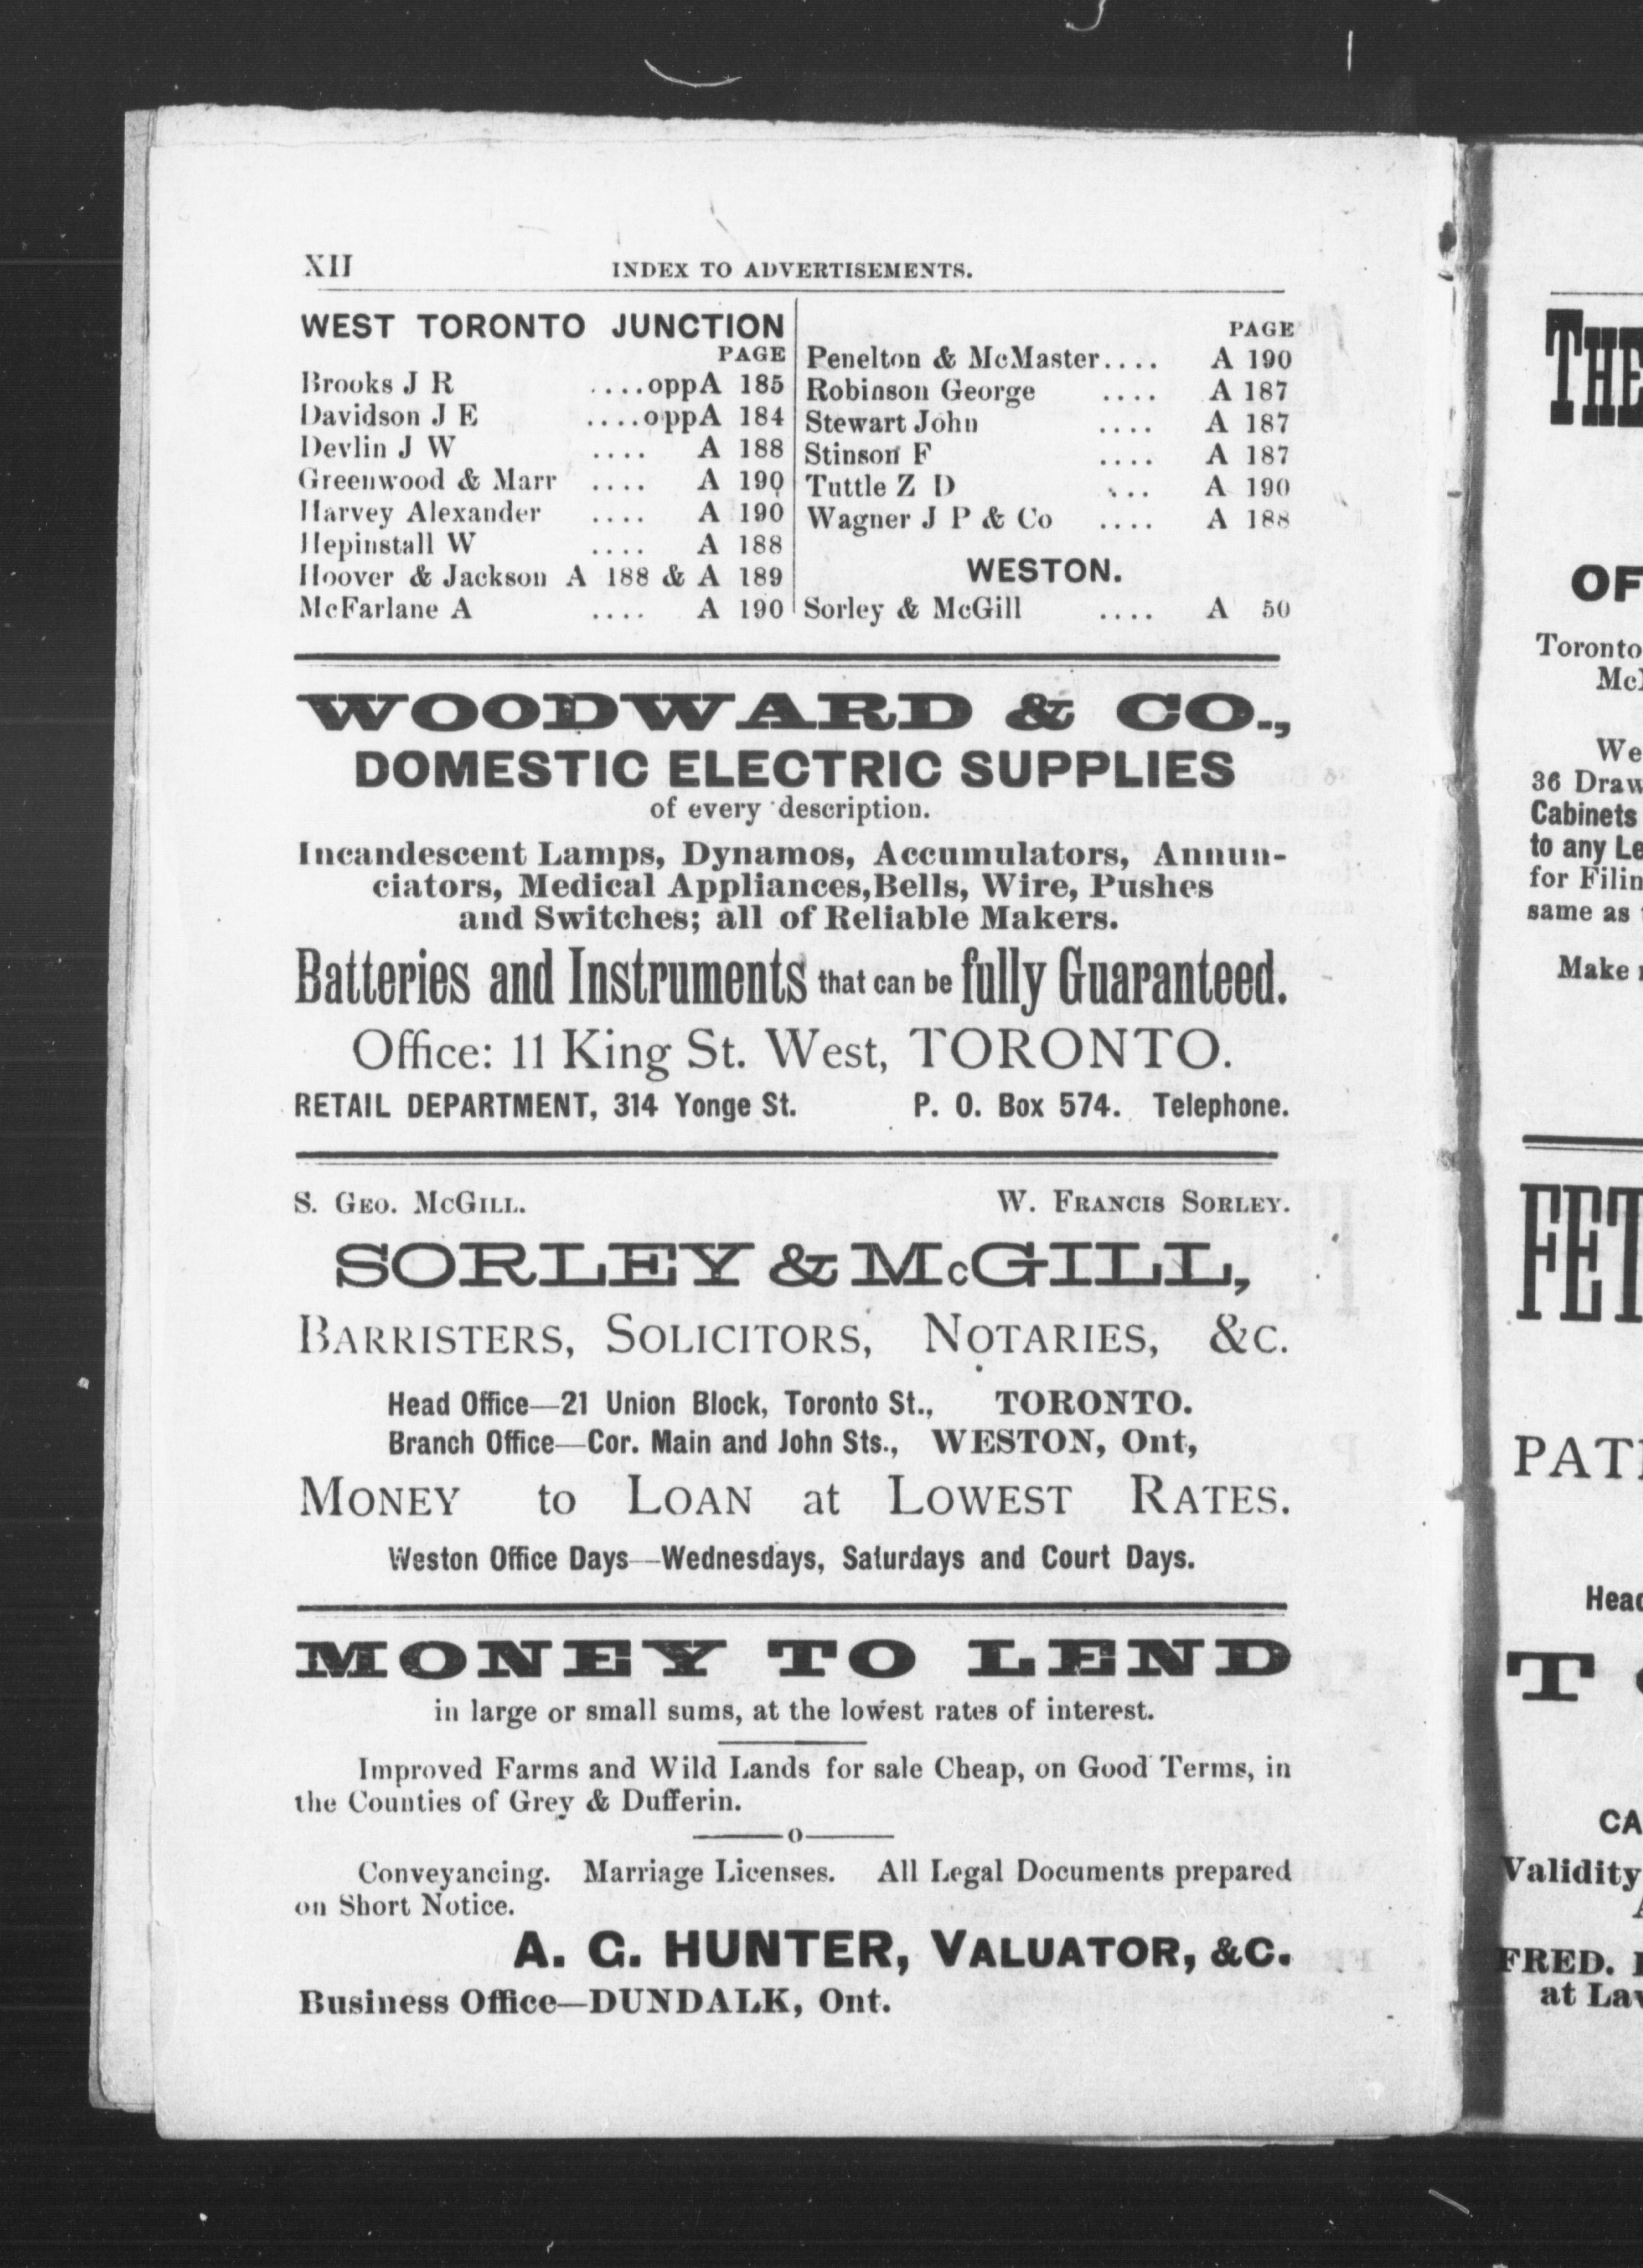 XII INDEX TO ADVERTISEMENTS.
WEST TORONTO JUNCTION
PAGE
Brooks J R ....oppA 185
Davidson J E ....oppA 184
Devlin J W .... A 188
Greenwood & Marr .... A 190
Harvey Alexander .... A 190
Hepinstall W .... A 188
Hoover & Jackson A 188 & A 189
McFarlane A .... A 190
PAGE
Penelton & McMaster.... A 190
Robinson George .... A 187
Stewart John .... A 187
Stinson F .... A 187
Tuttle Z D ... A 190
Wagner J P & Co .... A 188
WESTON.
Sorley & McGill .... A 50
WOODWARD & CO.,
DOMESTIC ELECTRIC SUPPLIES
of every description.
Incandescent Lamps, Dynamos, Accumulators, Annun-
ciators, Medical Appliances,Bells, Wire, Pushes
and Switches; all of Reliable Makers.
Batteries and Instruments that can be fully Guaranteed.
Office: 11 King St. West, TORONTO.
RETAIL DEPARTMENT, 314 Yonge St. P. O. Box 574. Telephone.
S. GEO. MCGILL. W. FRANCIS SORLEY.
SORLEY & McGILL,
BARRISTERS, SOLICITORS, NOTARIES, &C.
Head Office—21 Union Block, Toronto St., TORONTO.
Branch Office—Cor. Main and John Sts., WESTON, Ont,
MONEY to LOAN at LOWEST RATES.
Weston Office Days—Wednesdays, Saturdays and Court Days.
MONEY TO LEND
in large or small sums, at the lowest rates of interest.
Improved Farms and Wild Lands for sale Cheap, on Good Terms, in
the Counties of Grey & Dufferin.
o
Conveyancing. Marriage Licenses. All Legal Documents prepared
on Short Notice.
A. G. HUNTER, VALUATOR, &C.
Business Office—DUNDALK, Ont.
THE
OF
Toronto
We
36 Draw
Cabinets
to any Le
for Filin
same as
Make
FET
PAT
Head
T
CA
Validity
FRED.
at Law